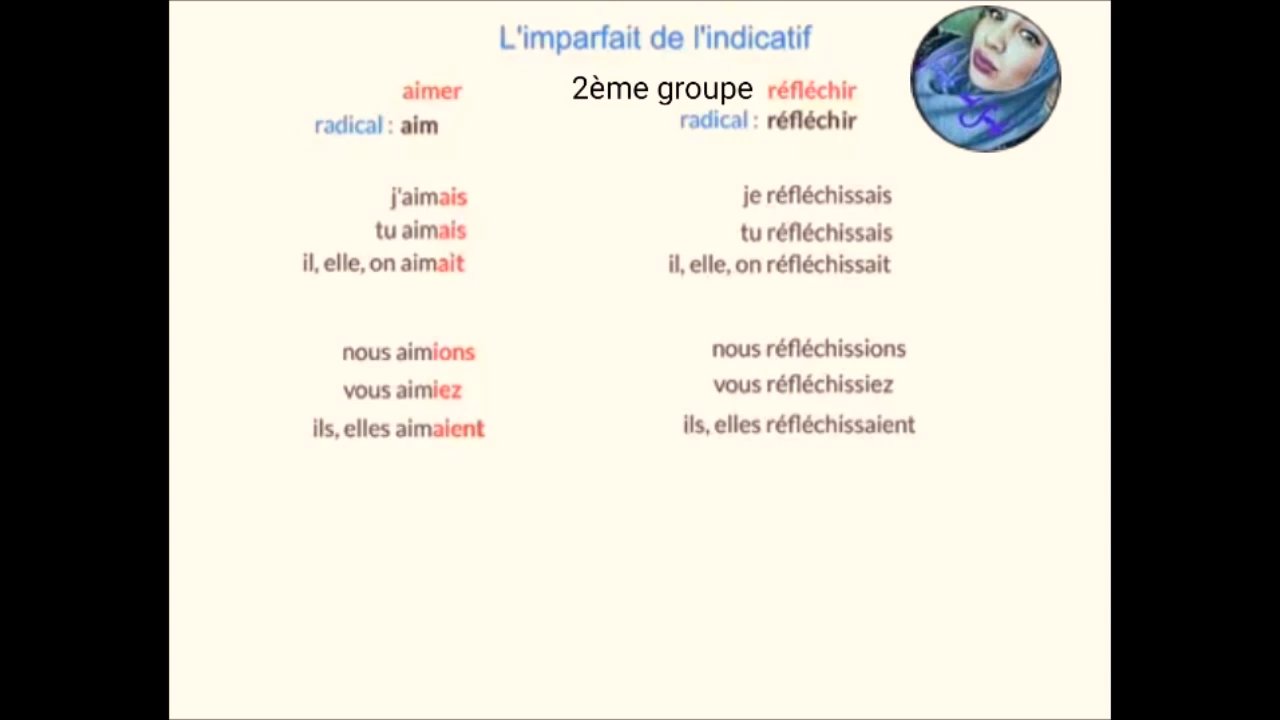 L'imparfait de l'indicatif
aimer
radical : aim
j'aimais
tu aimais
il, elle, on aimait
nous aimions
vous aimiez
ils, elles aimaient
2ème groupe réfléchir
radical : réfléchir
je réfléchissais
tu réfléchissais
il, elle, on réfléchissait
nous réfléchissions
vous réfléchissiez
ils, elles réfléchissaient